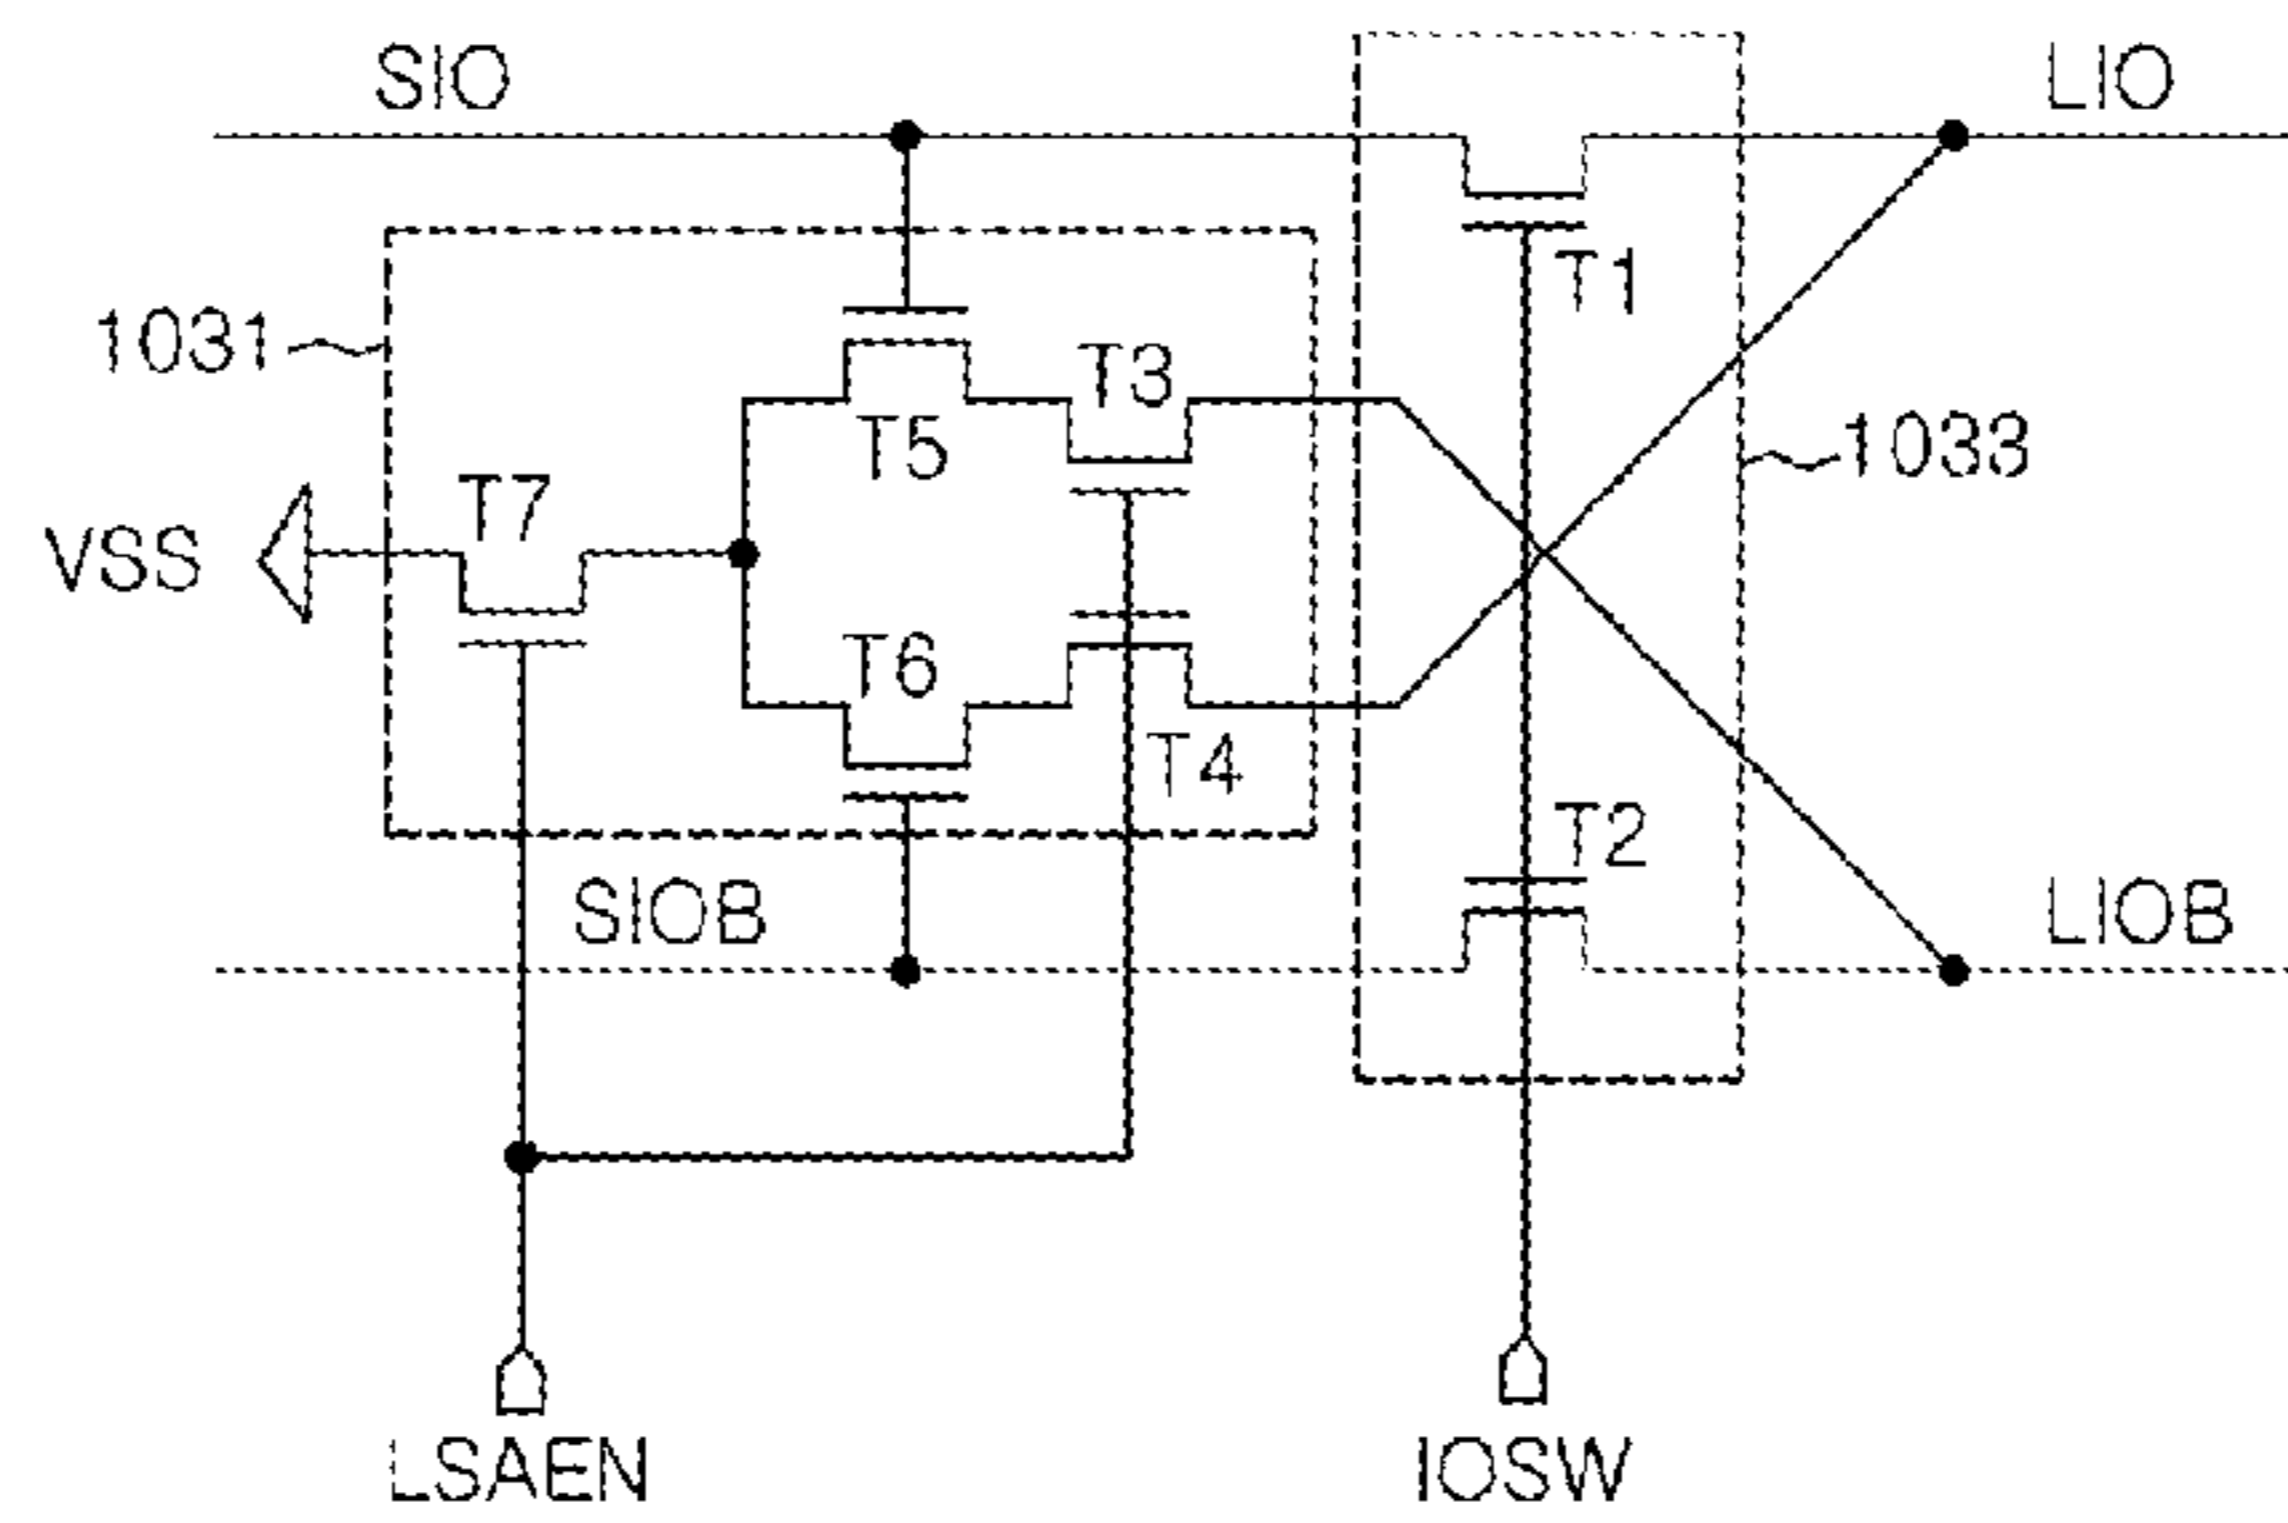 SIO
LIO
T1
1031
T3
T5
1033
T7
VSS
T6
T4
T2
SIOB
LIOB
LSAEN
IOSW